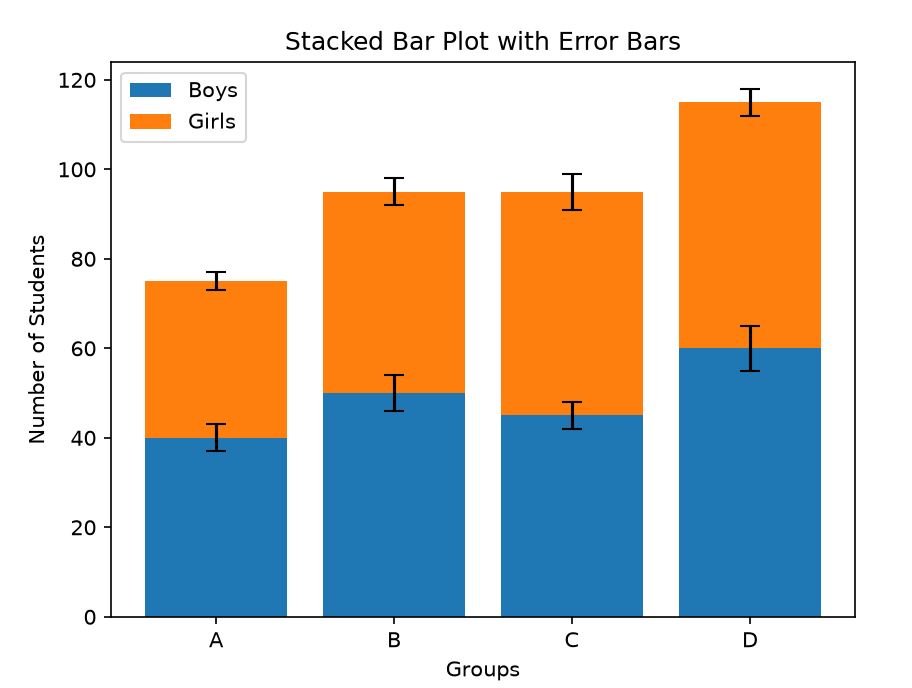 Stacked Bar Plot with Error Bars
Boys
Girls
Number of Students
120
100
80
60
40
20
0
A B C D
Groups